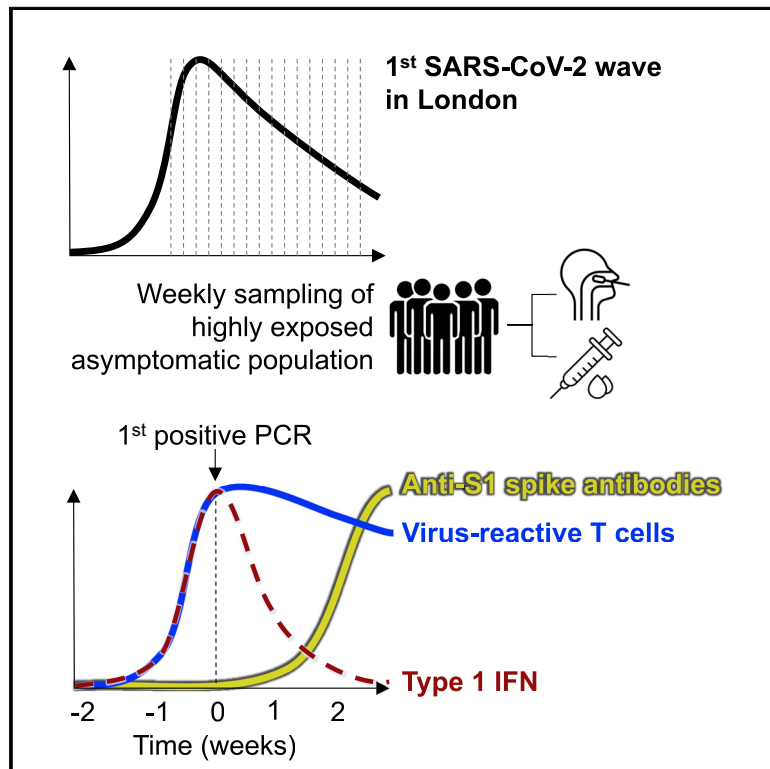 1st SARS-CoV-2 wave
in London
Weekly sampling of
highly exposed
asymptomatic population
1st positive PCR
Anti-S1 spike antibodies
Virus-reactive T cells
Type 1 IFN
-2 -1 0 1 2
Time (weeks)